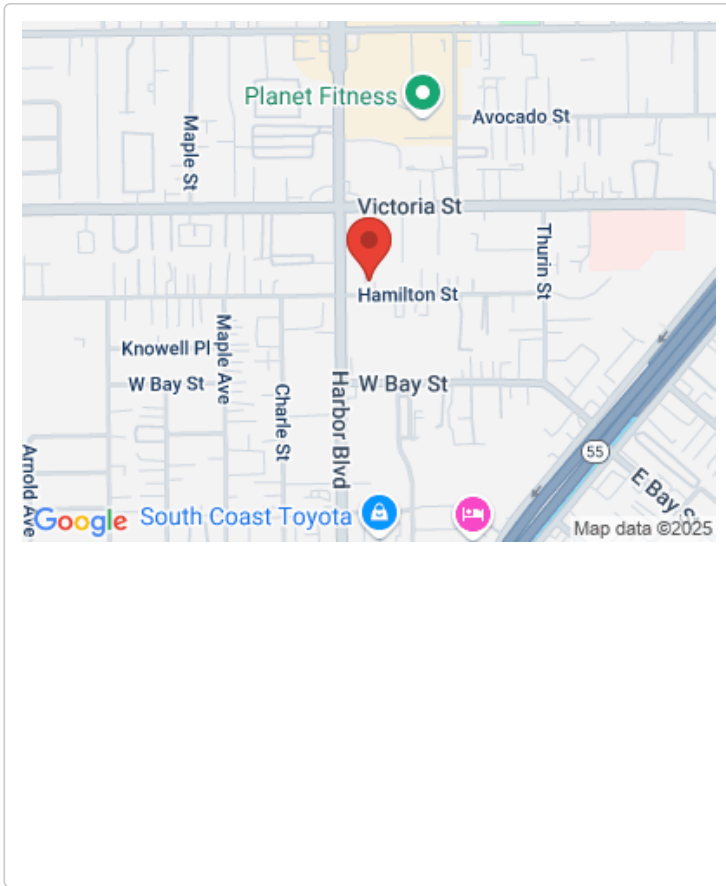 Planet Fitness
Avocado St
Maple St
Victoria St
Thurin St
Hamilton St
Knowell Pl
Maple Ave
W Bay St
Charle St
Harbor Blvd
W Bay St
Arnold Ave
55
E Bay S
Google
South Coast Toyota
Map data ©2025